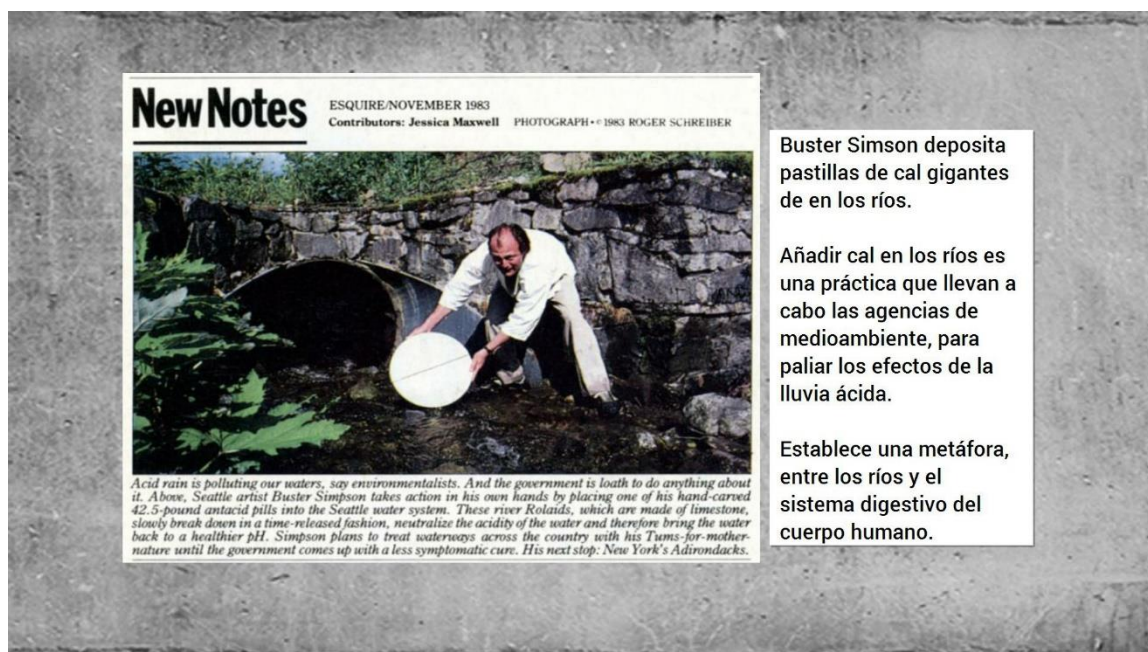 New Notes
ESQUIRE/NOVEMBER 1983
Contributors: Jessica Maxwell PHOTOGRAPH • © 1983 ROGER SCHREIBER
Acid rain is polluting our waters, say environmentalists. And the government is loath to do anything about
it. Above, Seattle artist Buster Simpson takes action in his own hands by placing one of his hand-carved
42.5-pound antacid pills into the Seattle water system. These river Rolaids, which are made of limestone,
slowly break down in a time-released fashion, neutralize the acidity of the water and therefore bring the water
back to a healthier pH. Simpson plans to treat waterways across the country with his Tums-for-mother-
nature until the government comes up with a less symptomatic cure. His next stop: New York's Adirondacks.
Buster Simson deposita
pastillas de cal gigantes
de en los ríos.
Añadir cal en los ríos es
una práctica que llevan a
cabo las agencias de
medioambiente, para
paliar los efectos de la
lluvia ácida.
Establece una metáfora,
entre los ríos y el
sistema digestivo del
cuerpo humano.